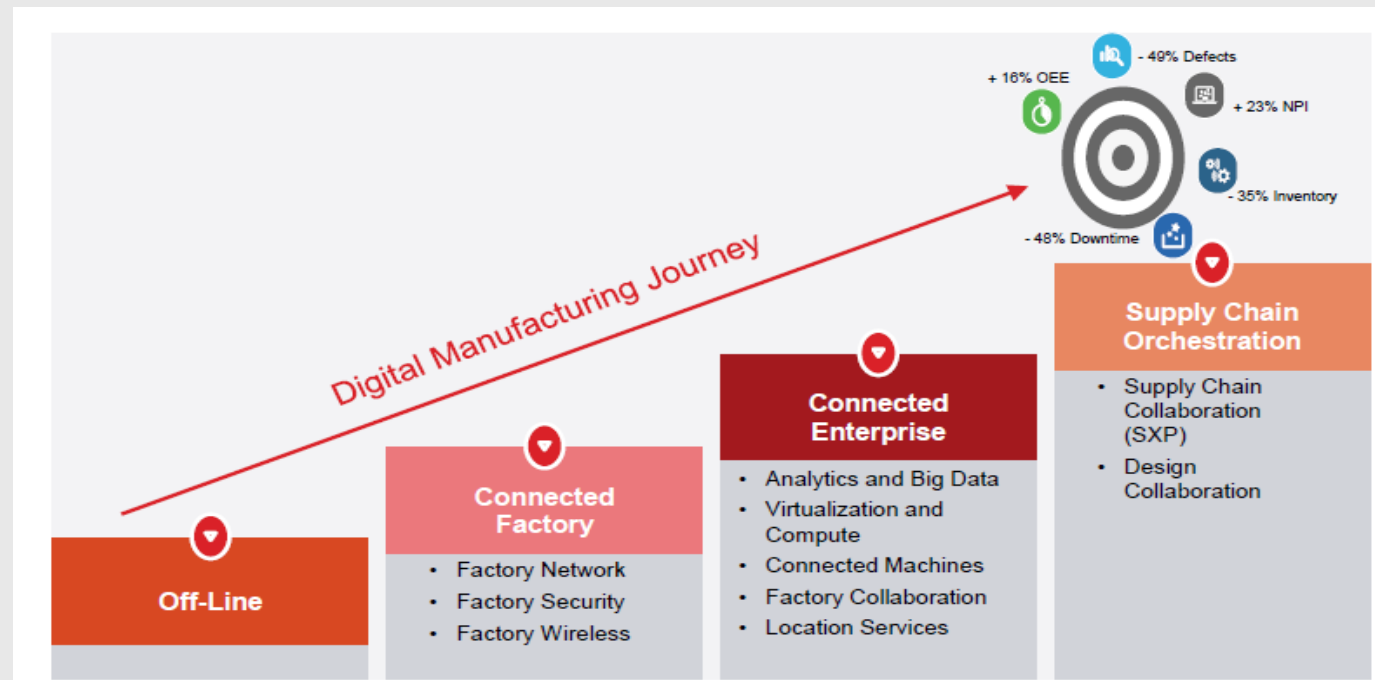 - 49% Defects
+ 16% OEE
+ 23% NPI
- 35% Inventory
- 48% Downtime
Digital Manufacturing Journey
Off-Line
Connected
Factory
• Factory Network
• Factory Security
• Factory Wireless
Connected
Enterprise
• Analytics and Big Data
• Virtualization and
Compute
• Connected Machines
• Factory Collaboration
• Location Services
Supply Chain
Orchestration
• Supply Chain
Collaboration
(SXP)
• Design
Collaboration